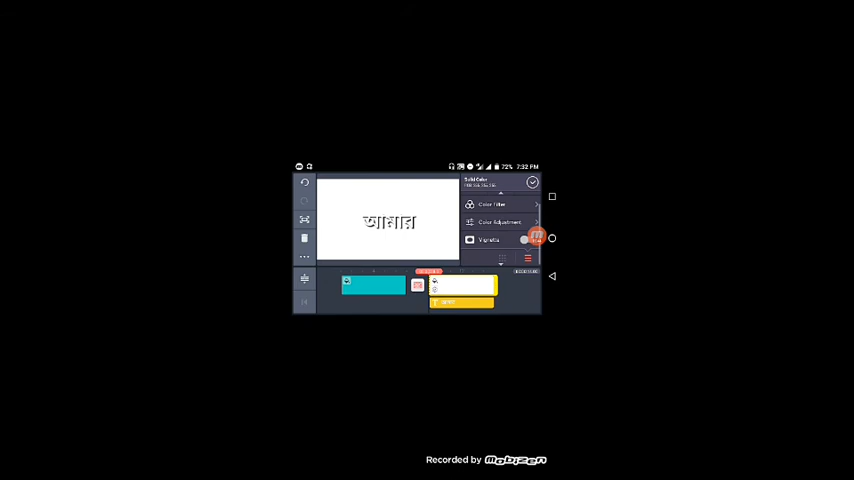 72% 7:32 PM
Solid Color
আমার
Color Filter
Color Adjustment
Vignette
Recorded by Mobizen